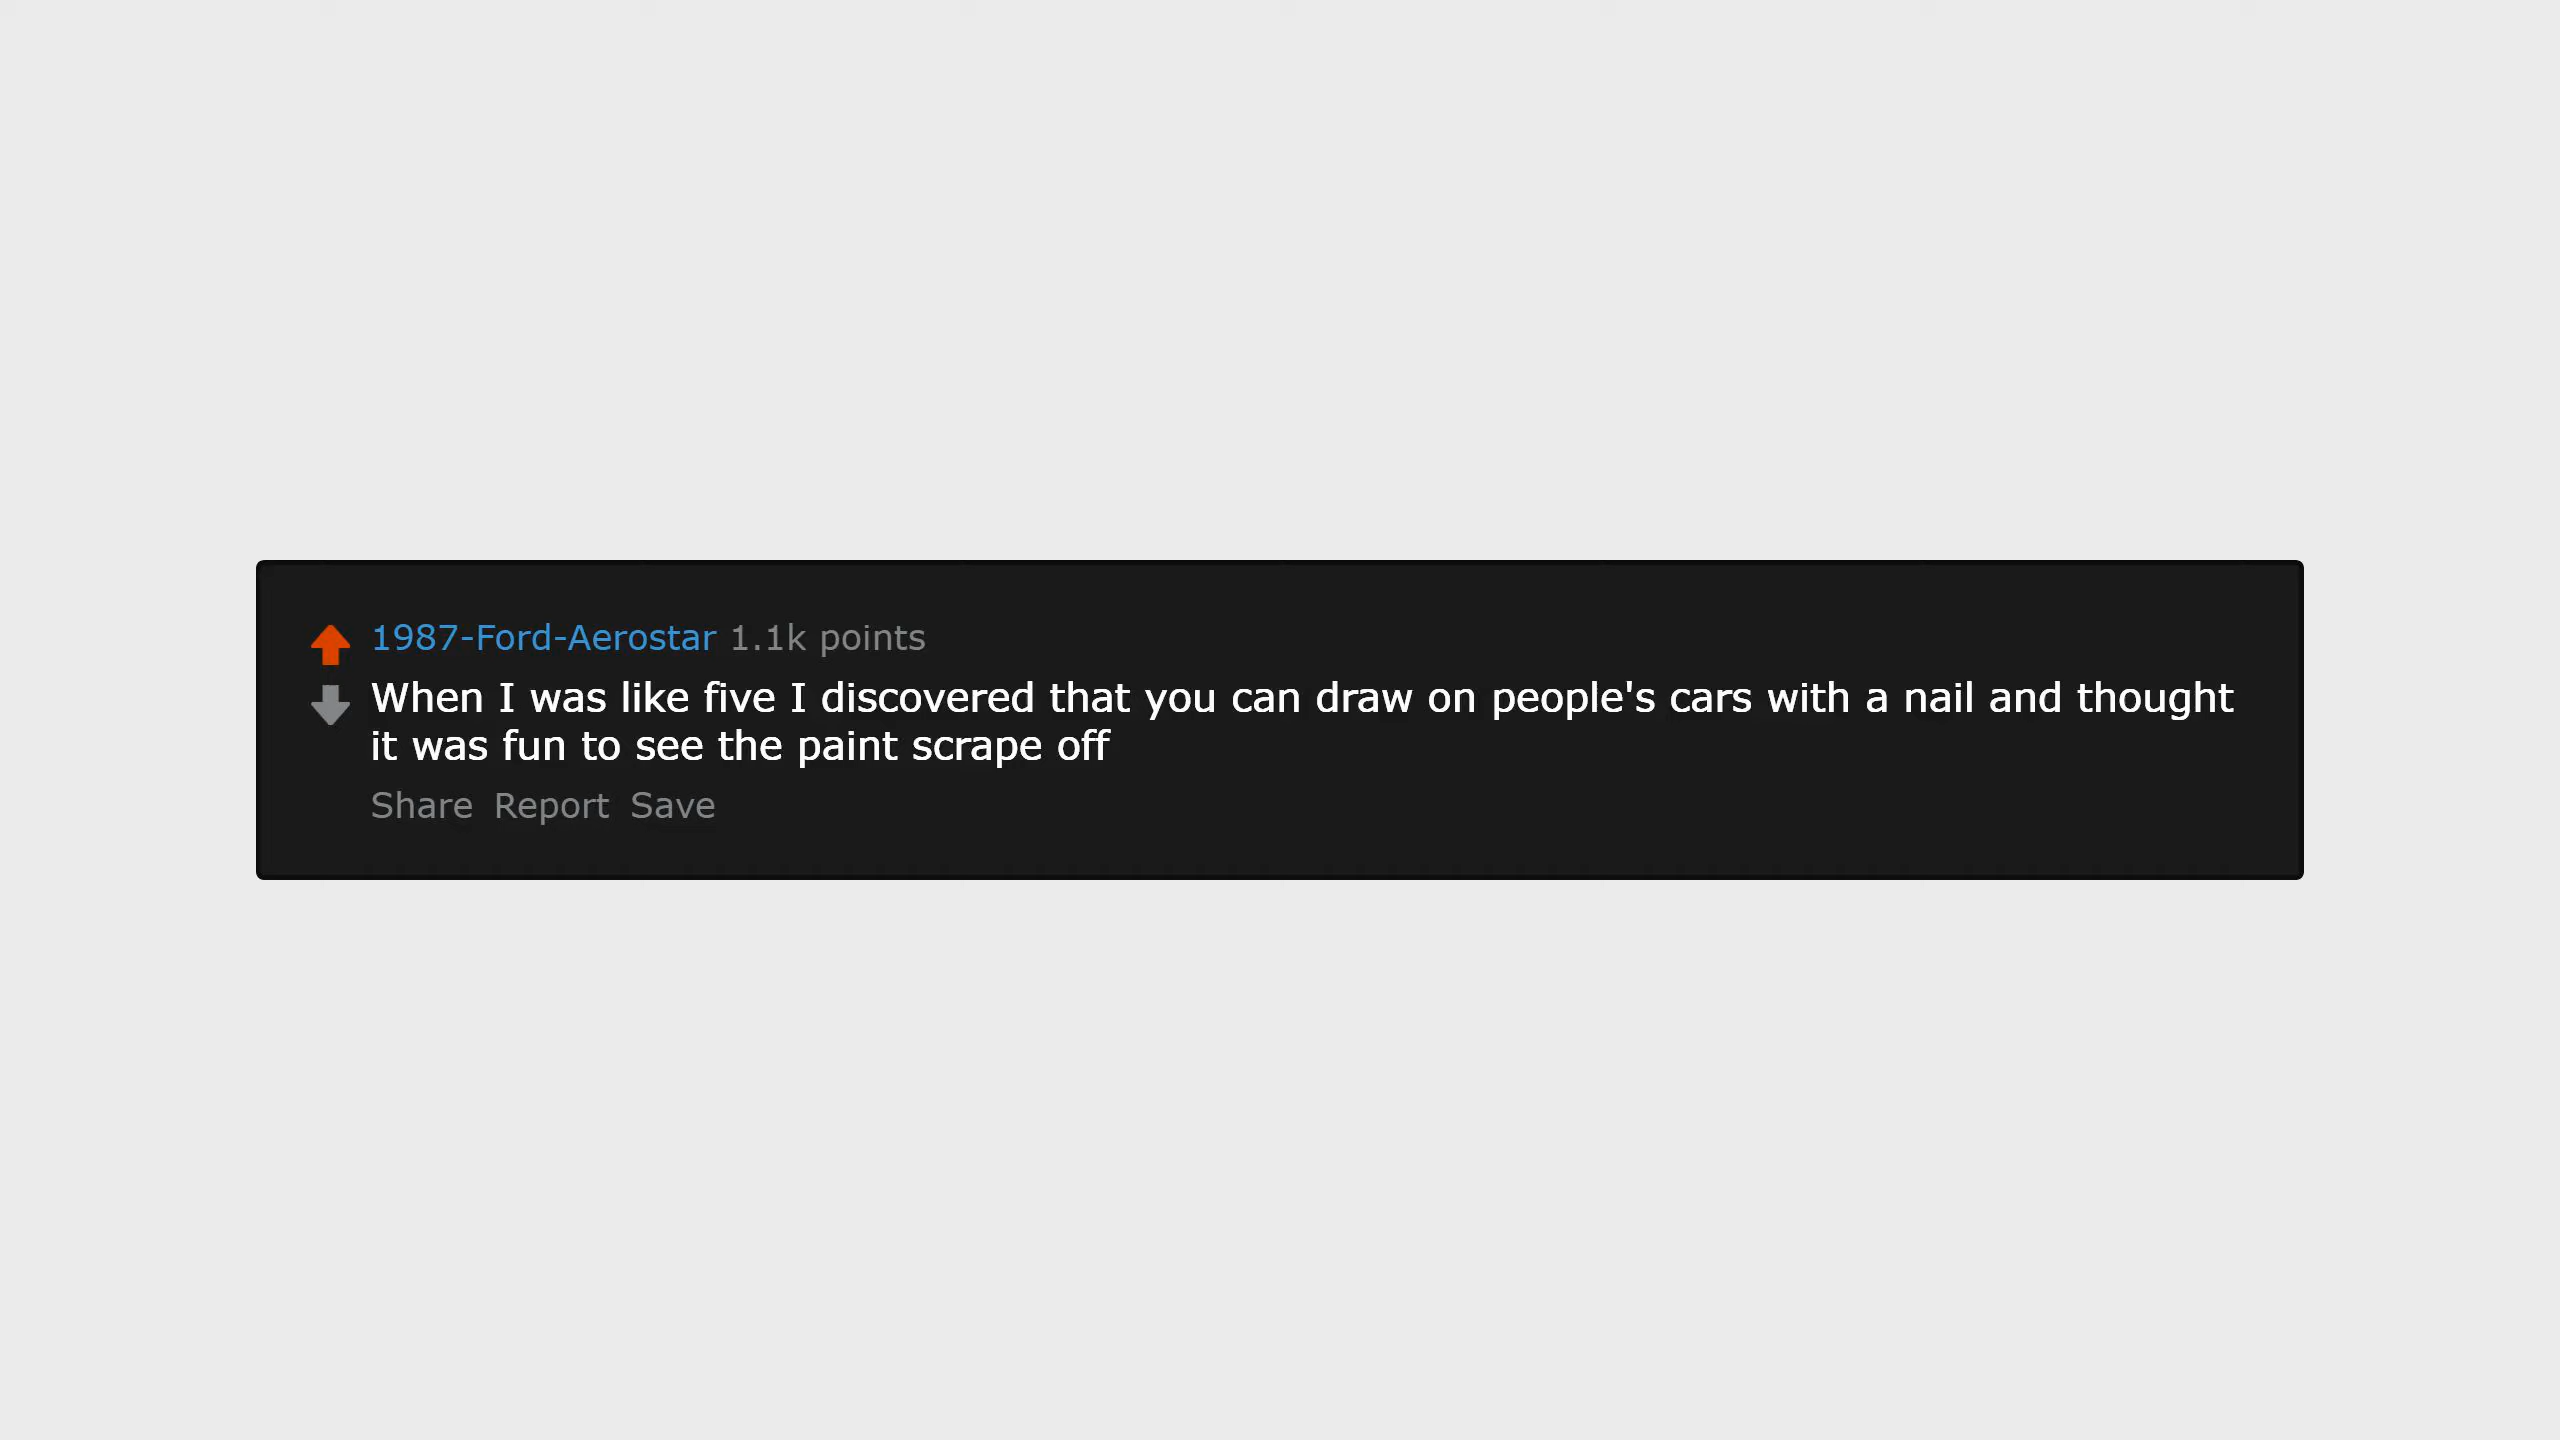 1987-Ford-Aerostar 1.1k points
When I was like five I discovered that you can draw on people's cars with a nail and thought
it was fun to see the paint scrape off
Share Report Save